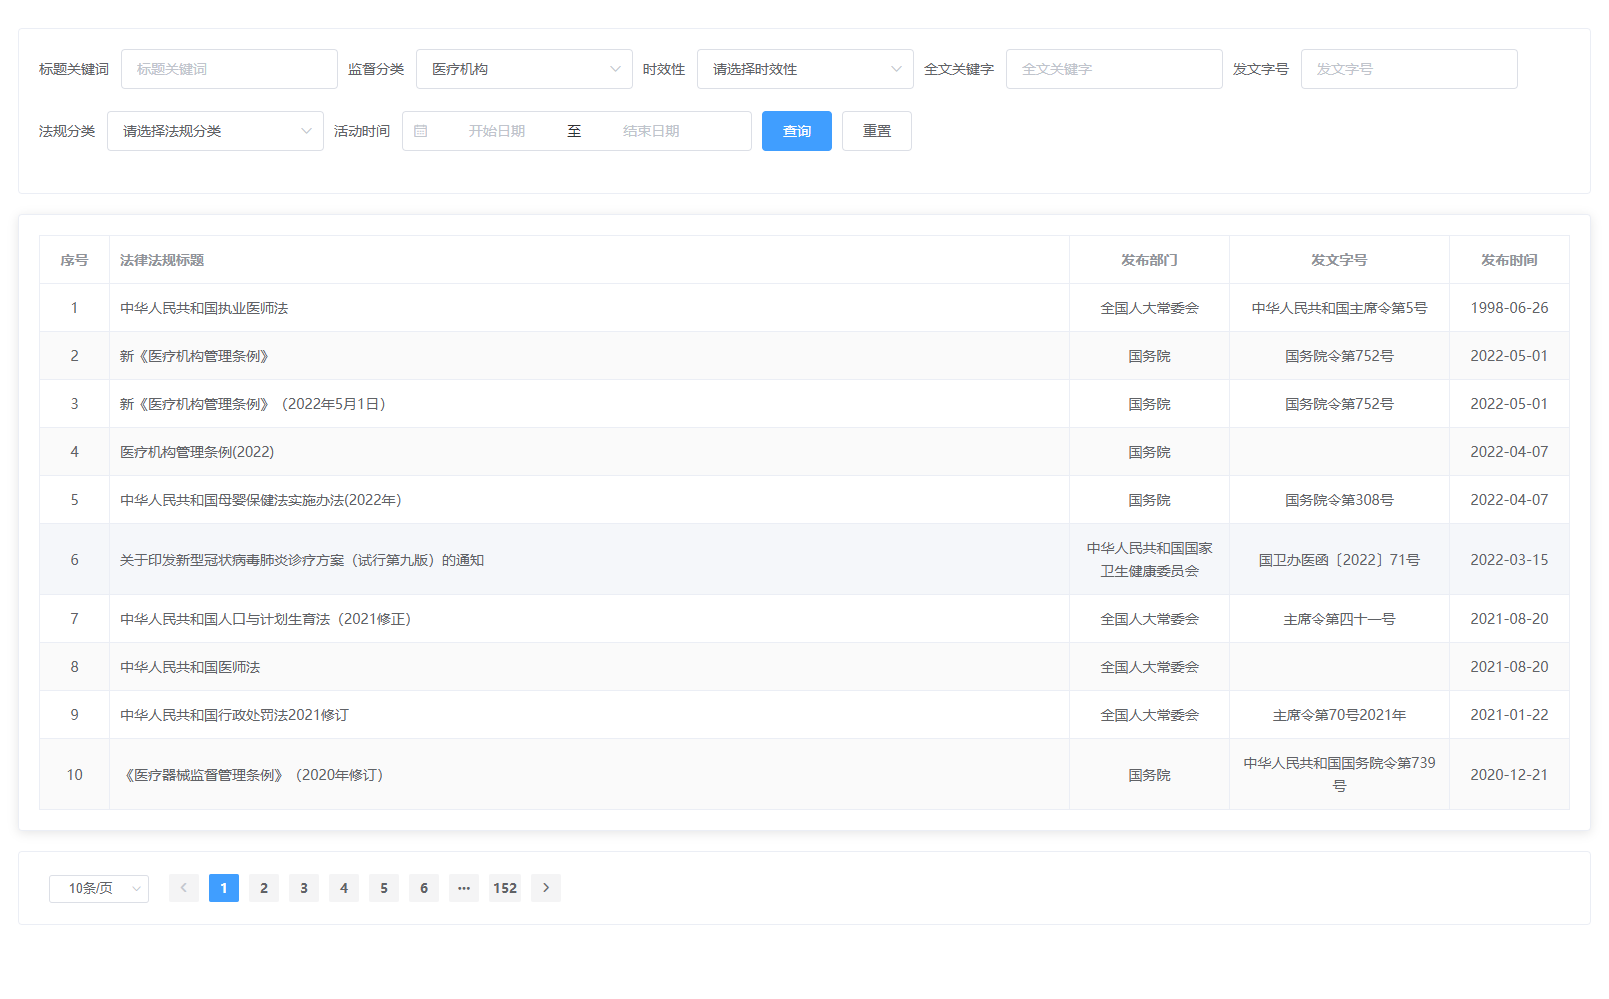 标题关键词 标题关键词 监督分类 医疗机构 时效性 请选择时效性 全文关键字 全文关键字 发文字号 发文字号
法规分类 请选择法规分类 活动时间 开始日期 至 结束日期 查询 重置
序号 法律法规标题 发布部门 发文字号 发布时间
1 中华人民共和国执业医师法 全国人大常委会 中华人民共和国主席令第5号 1998-06-26
2 新《医疗机构管理条例》 国务院 国务院令第752号 2022-05-01
3 新《医疗机构管理条例》（2022年5月1日） 国务院 国务院令第752号 2022-05-01
4 医疗机构管理条例(2022) 国务院 2022-04-07
5 中华人民共和国母婴保健法实施办法(2022年） 国务院 国务院令第308号 2022-04-07
6 关于印发新型冠状病毒肺炎诊疗方案（试行第九版）的通知 中华人民共和国国家
卫生健康委员会 国卫办医函〔2022〕71号 2022-03-15
7 中华人民共和国人口与计划生育法（2021修正） 全国人大常委会 主席令第四十一号 2021-08-20
8 中华人民共和国医师法 全国人大常委会 2021-08-20
9 中华人民共和国行政处罚法2021修订 全国人大常委会 主席令第70号2021年 2021-01-22
10 《医疗器械监督管理条例》（2020年修订） 国务院 中华人民共和国国务院令第739
号 2020-12-21
10条/页 1 2 3 4 5 6 ··· 152